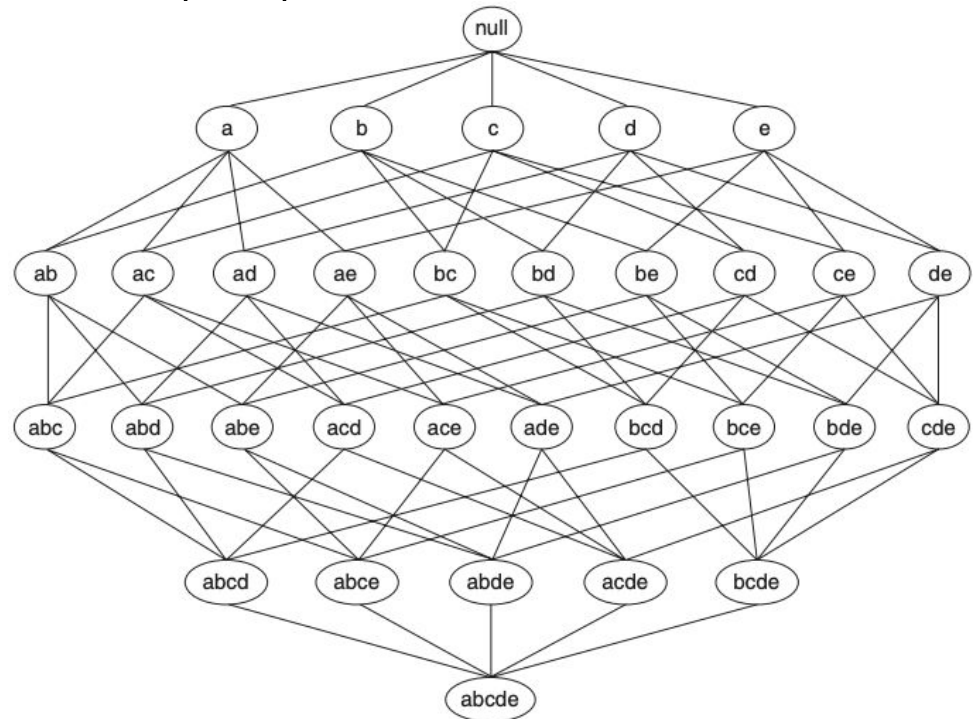 null
a b c d e
ab ac ad ae bc bd be cd ce de
abc abd abe acd ace ade bcd bce bde cde
abcd abce abde acde bcde
abcde